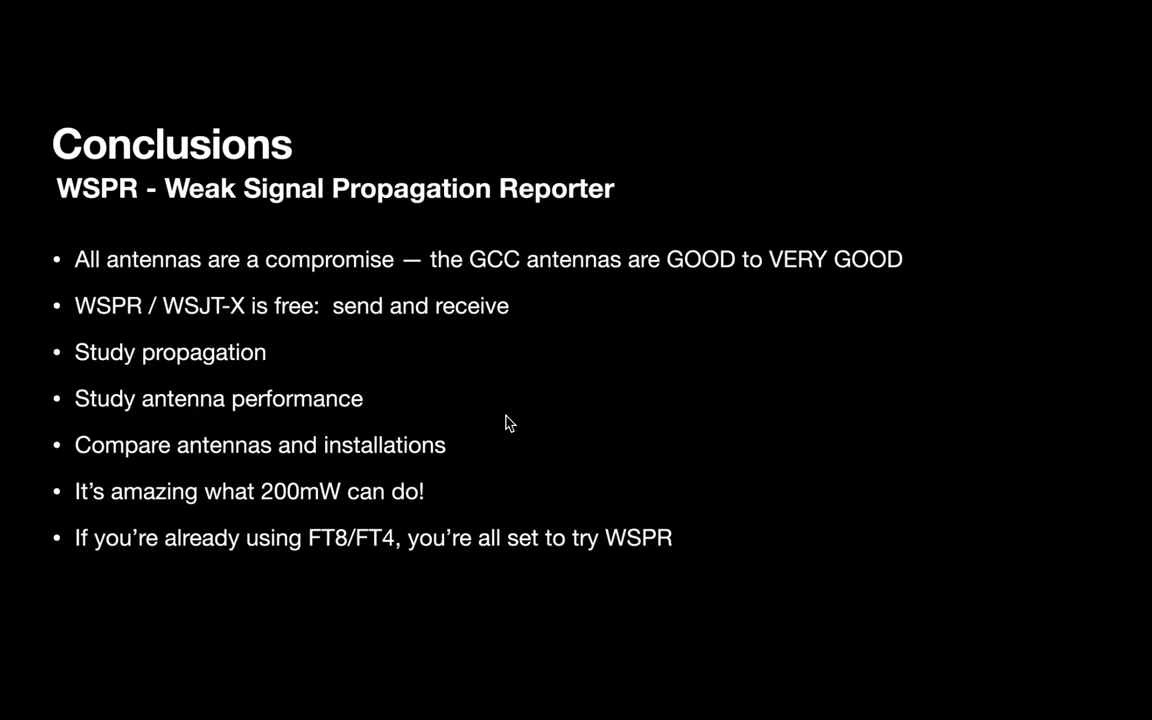 Conclusions
WSPR - Weak Signal Propagation Reporter
• All antennas are a compromise — the GCC antennas are GOOD to VERY GOOD
• WSPR / WSJT-X is free:  send and receive
• Study propagation
• Study antenna performance
• Compare antennas and installations
• It’s amazing what 200mW can do!
• If you’re already using FT8/FT4, you’re all set to try WSPR